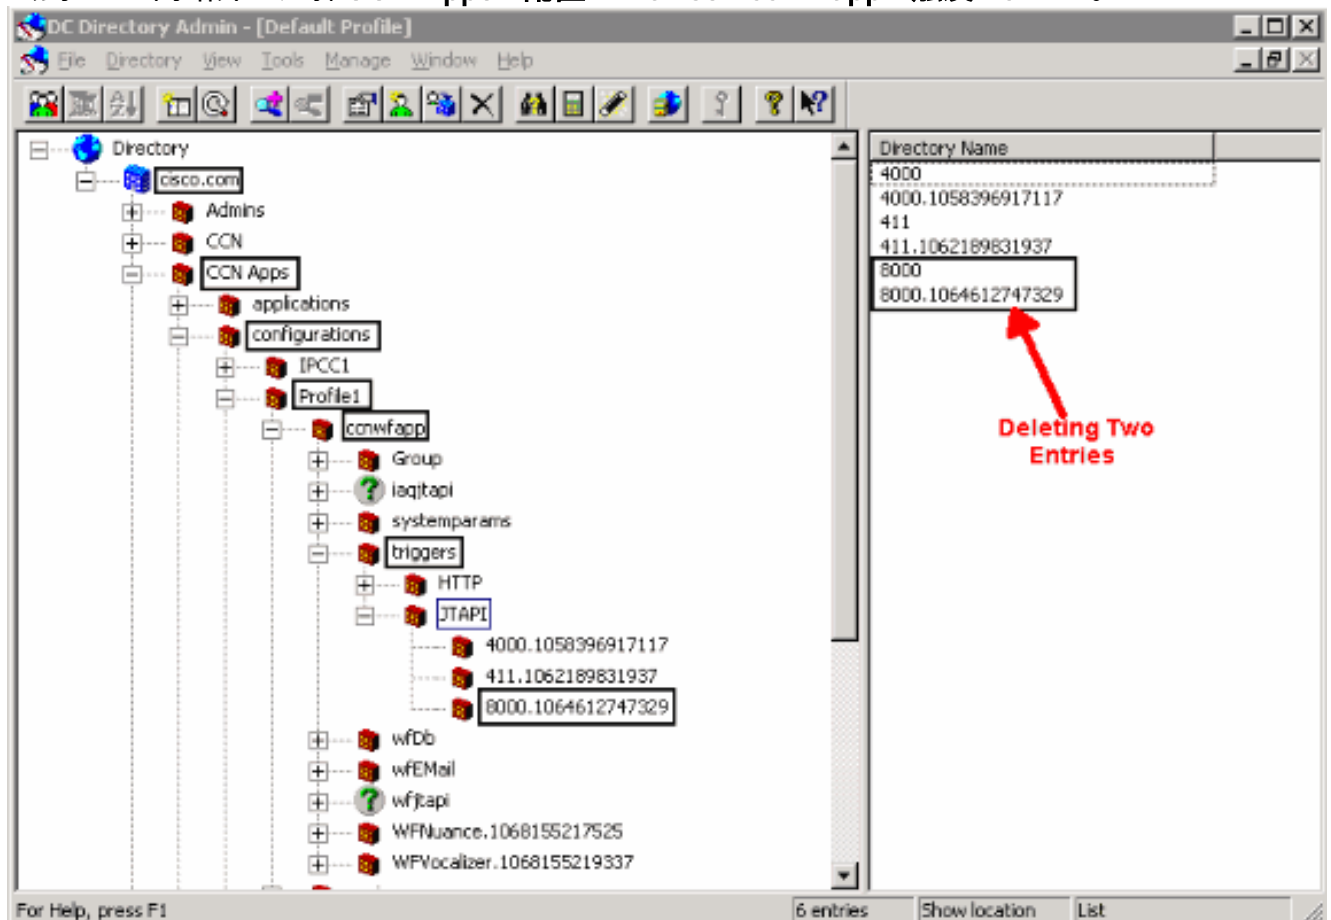 DC Directory Admin - [Default Profile]
File Directory View Tools Manage Window Help
Directory
cisco.com
Admins
CCN
CCN Apps
applications
configurations
IPCC1
Profile1
ccnwfapp
Group
iaqjtapi
systemparams
triggers
HTTP
JTAPI
4000.1058396917117
411.1062189831937
8000.1064612747329
wfDb
wfEMail
wfjtapi
WFNuance.1068155217525
WFVocalizer.1068155219337
Directory Name
4000
4000.1058396917117
411
411.1062189831937
8000
8000.1064612747329
Deleting Two
Entries
For Help, press F1
6 entries
Show location
List